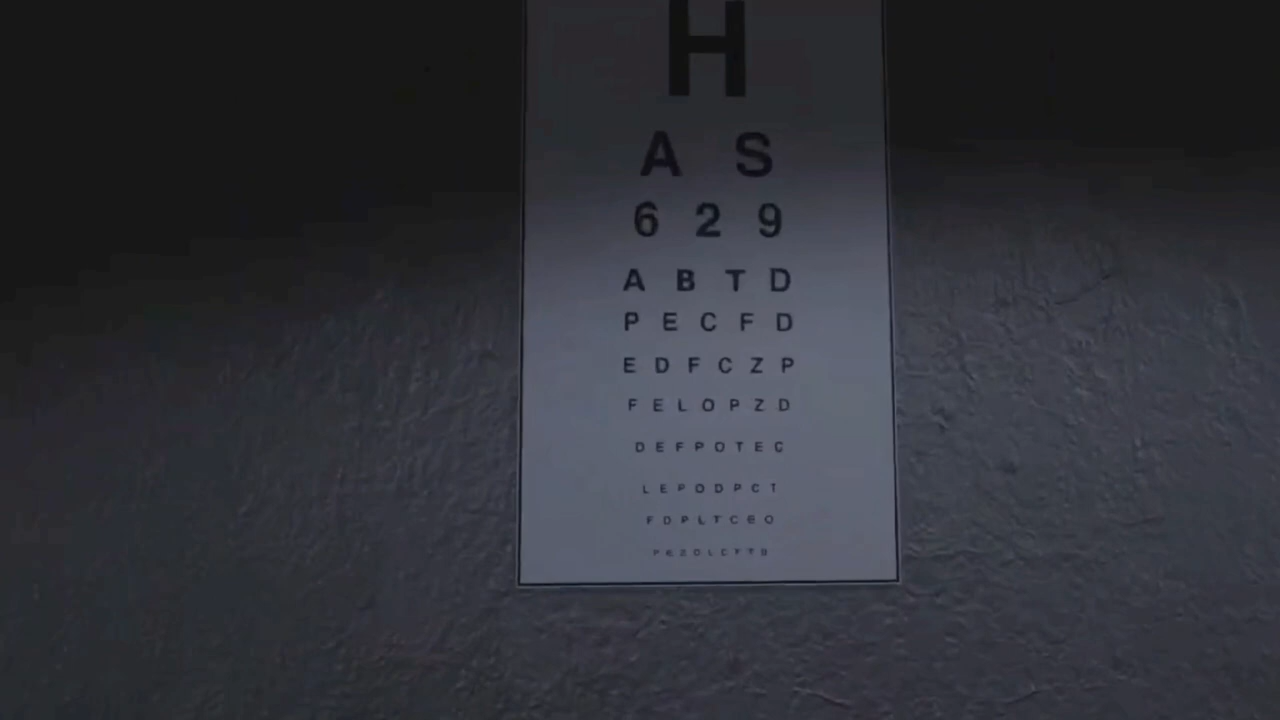 H
A S
6 2 9
A B T D
P E C F D
E D F C Z P
F E L O P Z D
D E F P O T E C
L E P O D P C T
F D P L T C E O